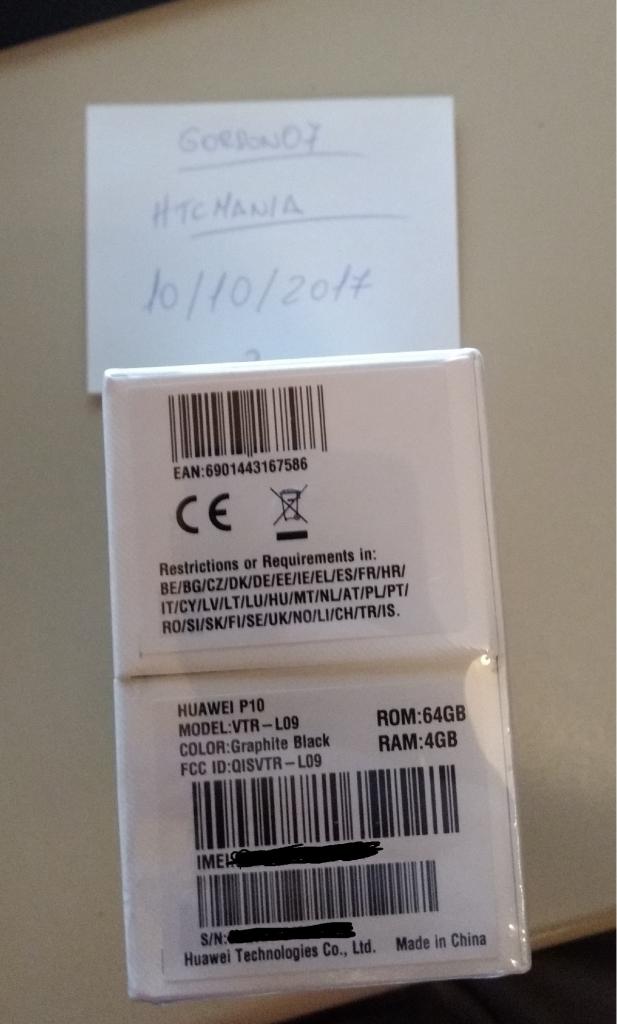 GORDON07
HTCMANIA
10/10/2017
EAN:6901443167586
CE
Restrictions or Requirements in:
BE/BG/CZ/DK/DE/EE/IE/EL/ES/FR/HR/
IT/CY/LV/LT/LU/HU/MT/NL/AT/PL/PT/
RO/SI/SK/FI/SE/UK/NO/LI/CH/TR/IS.
HUAWEI P10
MODEL:VTR-L09
COLOR:Graphite Black
FCC ID:QISVTR-L09
ROM:64GB
RAM:4GB
IMEI
S/N:
Huawei Technologies Co., Ltd. Made in China